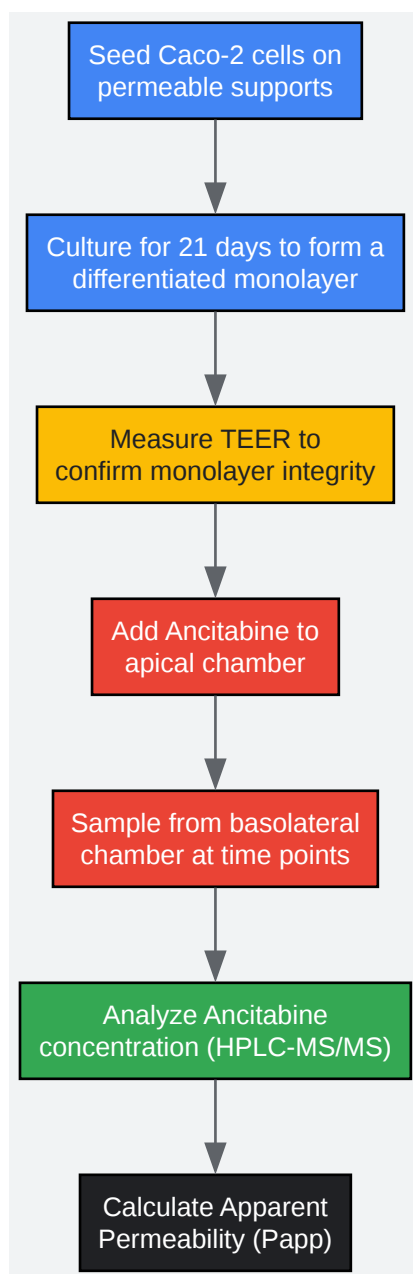 Seed Caco-2 cells on
permeable supports
Culture for 21 days to form a
differentiated monolayer
Measure TEER to
confirm monolayer integrity
Add Ancitabine to
apical chamber
Sample from basolateral
chamber at time points
Analyze Ancitabine
concentration (HPLC-MS/MS)
Calculate Apparent
Permeability (Papp)